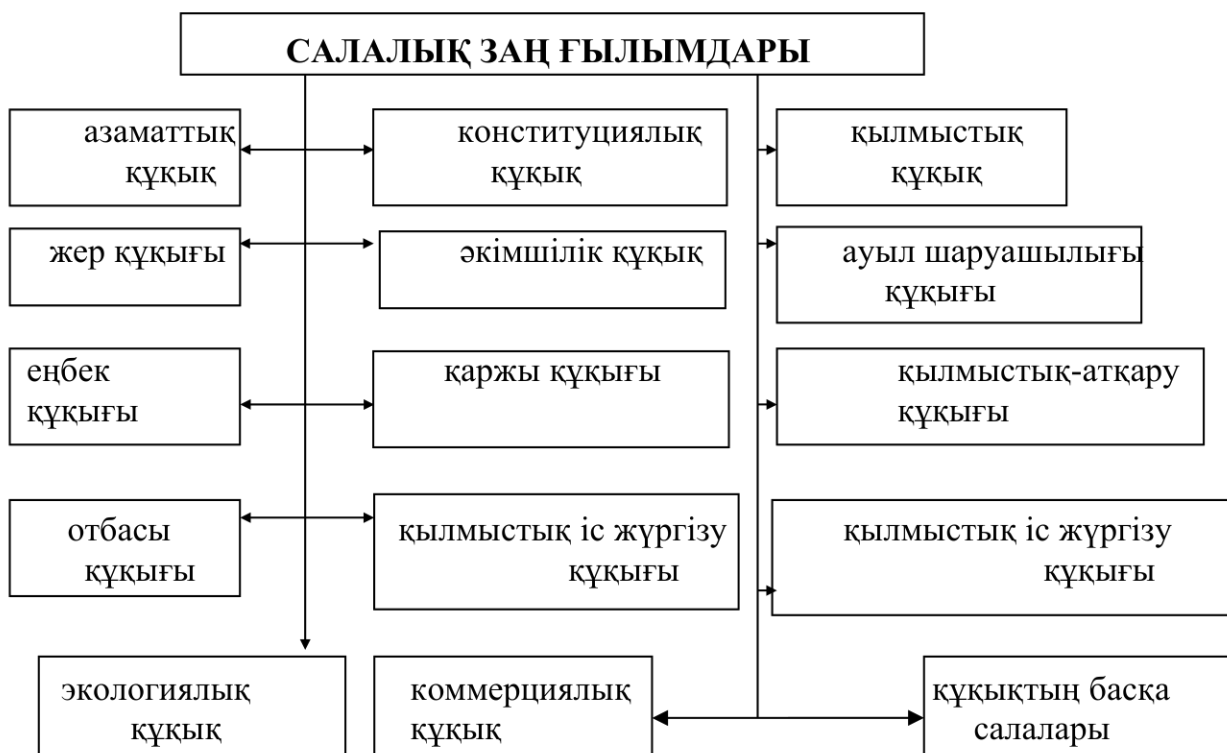 САЛАЛЫҚ ЗАҢ ҒЫЛЫМДАРЫ
азаматтық
құқық
конституциялық
құқық
қылмыстық
құқық
жер құқығы
әкімшілік құқық
ауыл шаруашылығы
құқығы
еңбек
құқығы
қаржы құқығы
қылмыстық-атқару
құқығы
отбасы
құқығы
қылмыстық іс жүргізу
құқығы
қылмыстық іс жүргізу
құқығы
экологиялық
құқық
коммерциялық
құқық
құқықтың басқа
салалары